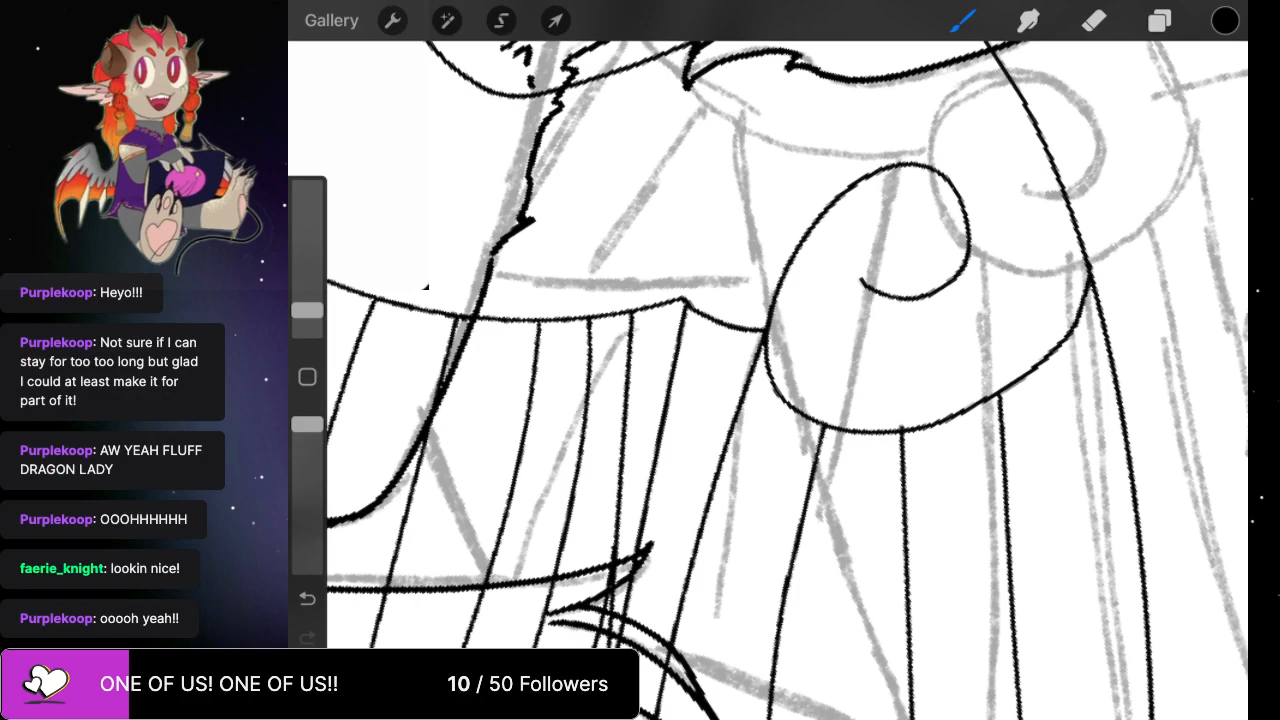 Gallery
Purplekoop: Heyo!!!
Purplekoop: Not sure if I can
stay for too too long but glad
I could at least make it for
part of it!
Purplekoop: AW YEAH FLUFF
DRAGON LADY
Purplekoop: OOOHHHHHH
faerie_knight: lookin nice!
Purplekoop: ooooh yeah!!
ONE OF US! ONE OF US!!
10 / 50 Followers